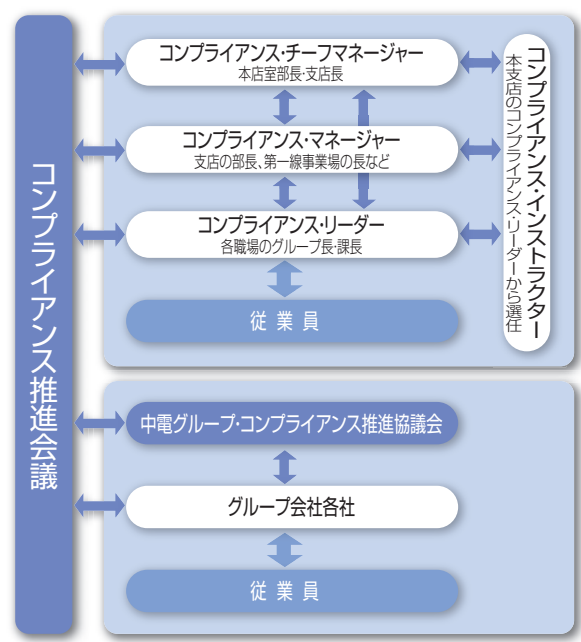 コンプライアンス推進会議
コンプライアンス・チーフマネージャー
本店室部長・支店長
コンプライアンス・マネージャー
支店の部長、第一線事業場の長など
コンプライアンス・リーダー
各職場のグループ長・課長
従業員
コンプライアンス・インストラクター
本支店のコンプライアンス・リーダーから選任
中電グループ・コンプライアンス推進協議会
グループ会社各社
従業員